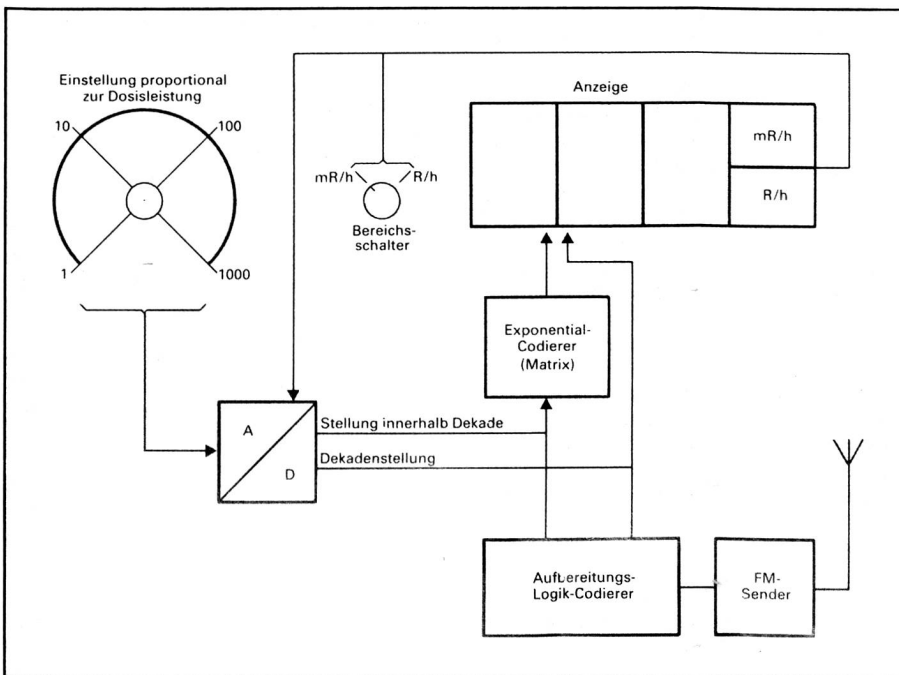 Einstellung proportional
zur Dosisleistung
10
100
1
1000
mR/h
R/h
Bereichs-
schalter
Anzeige
mR/h
R/h
Exponential-
Codierer
(Matrix)
A
D
Stellung innerhalb Dekade
Dekadenstellung
Aufbereitungs-
Logik-Codierer
FM-
Sender